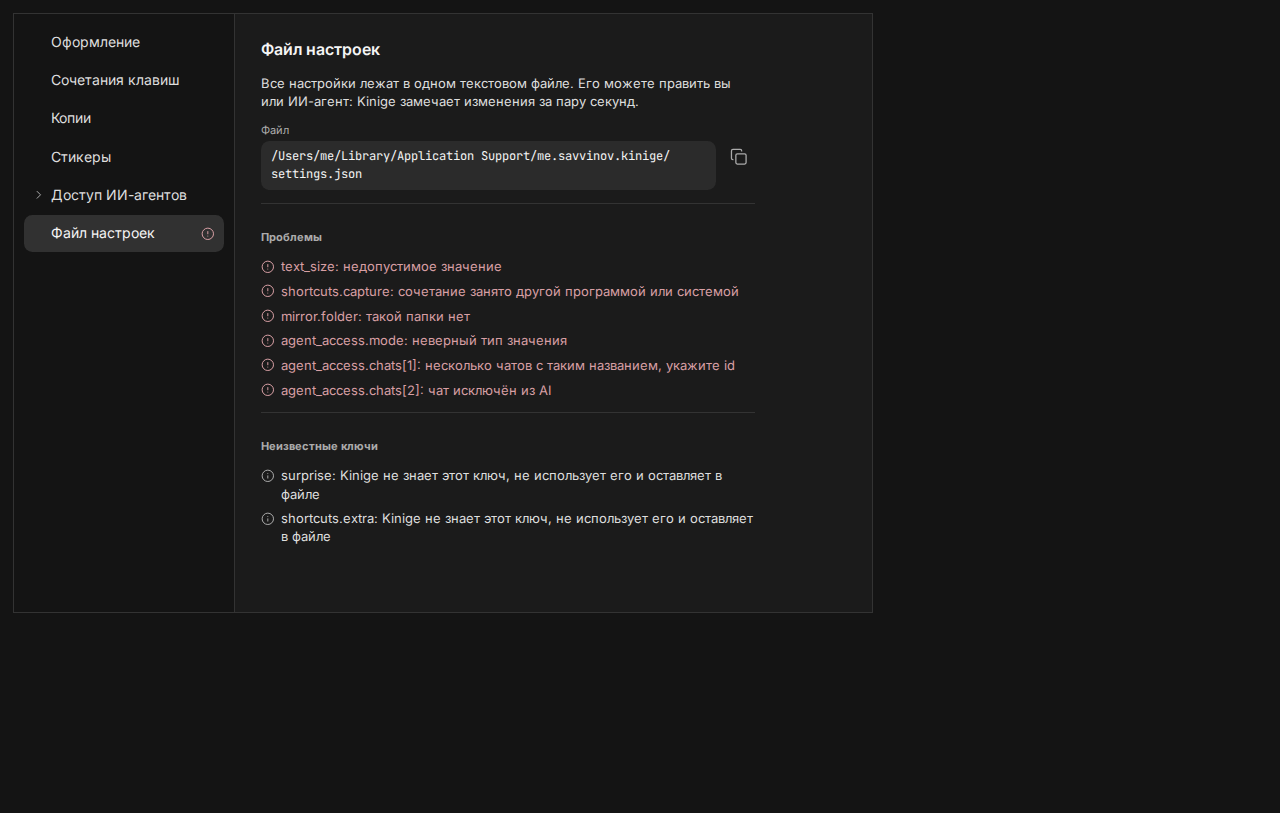 Оформление
Сочетания клавиш
Копии
Стикеры
Доступ ИИ-агентов
Файл настроек
Файл настроек
Все настройки лежат в одном текстовом файле. Его можете править вы
или ИИ-агент: Kinige замечает изменения за пару секунд.
Файл
/Users/me/Library/Application Support/me.savvinov.kinige/
settings.json
Проблемы
text_size: недопустимое значение
shortcuts.capture: сочетание занято другой программой или системой
mirror.folder: такой папки нет
agent_access.mode: неверный тип значения
agent_access.chats[1]: несколько чатов с таким названием, укажите id
agent_access.chats[2]: чат исключён из AI
Неизвестные ключи
surprise: Kinige не знает этот ключ, не использует его и оставляет в
файле
shortcuts.extra: Kinige не знает этот ключ, не использует его и оставляет
в файле